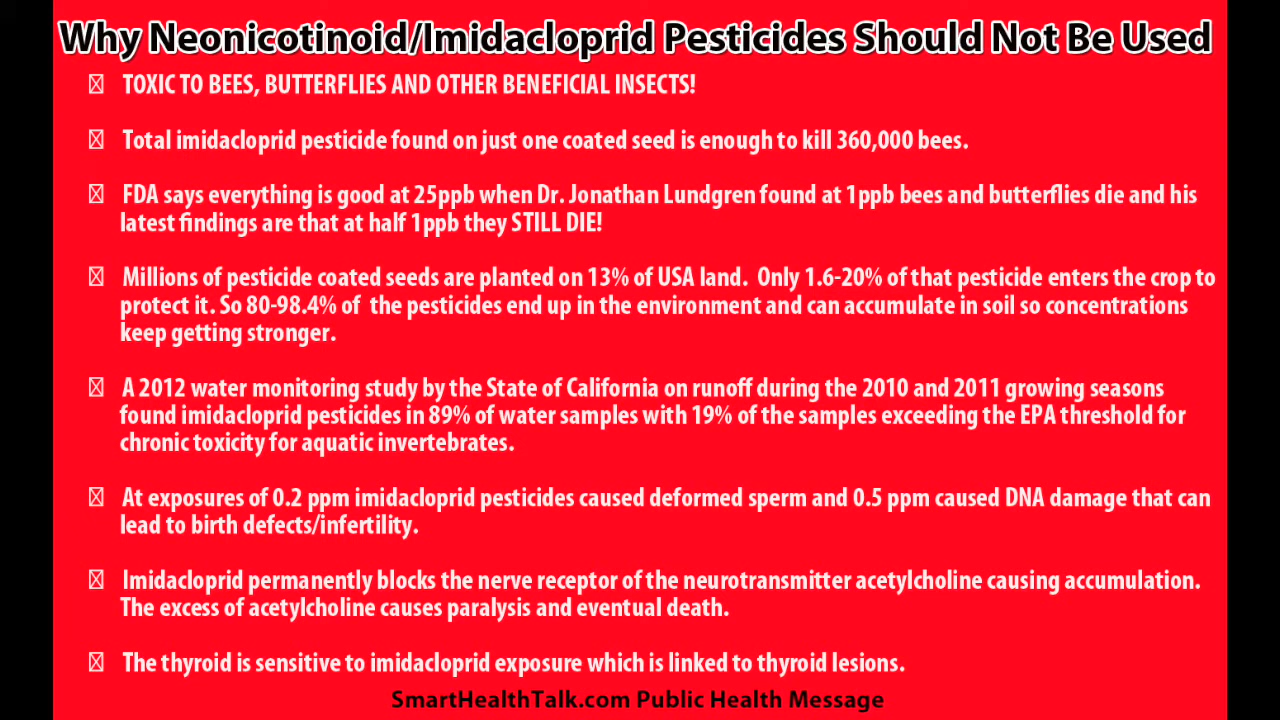 Why Neonicotinoid/Imidacloprid Pesticides Should Not Be Used
TOXIC TO BEES, BUTTERFLIES AND OTHER BENEFICIAL INSECTS!
Total imidacloprid pesticide found on just one coated seed is enough to kill 360,000 bees.
FDA says everything is good at 25ppb when Dr. Jonathan Lundgren found at 1ppb bees and butterflies die and his
latest findings are that at half 1ppb they STILL DIE!
Millions of pesticide coated seeds are planted on 13% of USA land.  Only 1.6-20% of that pesticide enters the crop to
protect it. So 80-98.4% of  the pesticides end up in the environment and can accumulate in soil so concentrations
keep getting stronger.
A 2012 water monitoring study by the State of California on runoff during the 2010 and 2011 growing seasons
found imidacloprid pesticides in 89% of water samples with 19% of the samples exceeding the EPA threshold for
chronic toxicity for aquatic invertebrates.
At exposures of 0.2 ppm imidacloprid pesticides caused deformed sperm and 0.5 ppm caused DNA damage that can
lead to birth defects/infertility.
Imidacloprid permanently blocks the nerve receptor of the neurotransmitter acetylcholine causing accumulation.
The excess of acetylcholine causes paralysis and eventual death.
The thyroid is sensitive to imidacloprid exposure which is linked to thyroid lesions.
SmartHealthTalk.com Public Health Message